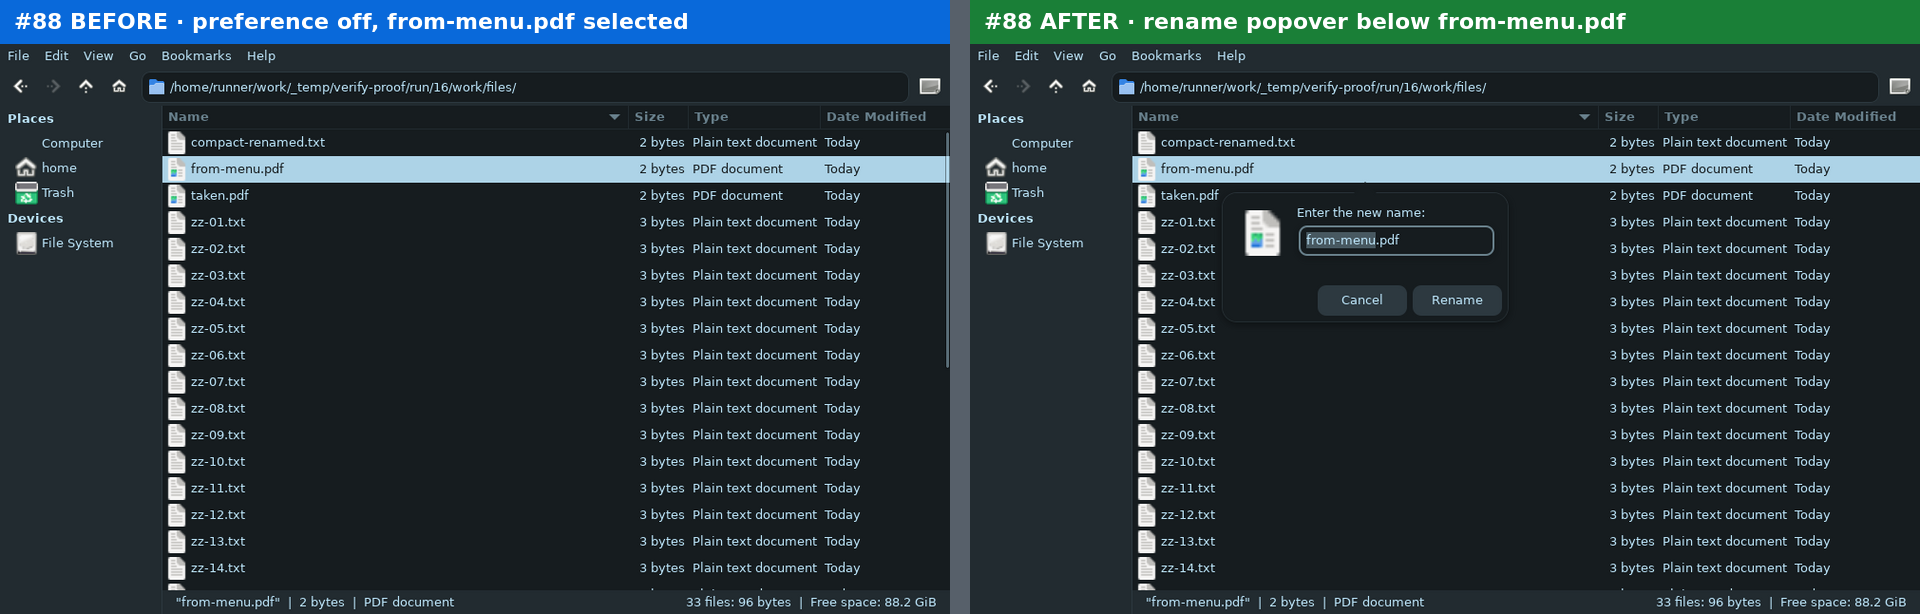 #88 BEFORE · preference off, from-menu.pdf selected
File Edit View Go Bookmarks Help
/home/runner/work/_temp/verify-proof/run/16/work/files/
Places
Computer
home
Trash
Devices
File System
Name Size Type Date Modified
compact-renamed.txt 2 bytes Plain text document Today
from-menu.pdf 2 bytes PDF document Today
taken.pdf 2 bytes PDF document Today
zz-01.txt 3 bytes Plain text document Today
zz-02.txt 3 bytes Plain text document Today
zz-03.txt 3 bytes Plain text document Today
zz-04.txt 3 bytes Plain text document Today
zz-05.txt 3 bytes Plain text document Today
zz-06.txt 3 bytes Plain text document Today
zz-07.txt 3 bytes Plain text document Today
zz-08.txt 3 bytes Plain text document Today
zz-09.txt 3 bytes Plain text document Today
zz-10.txt 3 bytes Plain text document Today
zz-11.txt 3 bytes Plain text document Today
zz-12.txt 3 bytes Plain text document Today
zz-13.txt 3 bytes Plain text document Today
zz-14.txt 3 bytes Plain text document Today
"from-menu.pdf" | 2 bytes | PDF document 33 files: 96 bytes | Free space: 88.2 GiB
#88 AFTER · rename popover below from-menu.pdf
File Edit View Go Bookmarks Help
/home/runner/work/_temp/verify-proof/run/16/work/files/
Places
Computer
home
Trash
Devices
File System
Name Size Type Date Modified
compact-renamed.txt 2 bytes Plain text document Today
from-menu.pdf 2 bytes PDF document Today
taken.pdf 2 bytes PDF document Today
zz-01.txt 3 bytes Plain text document Today
zz-02.txt 3 bytes Plain text document Today
zz-03.txt 3 bytes Plain text document Today
zz-04.txt 3 bytes Plain text document Today
zz-05.txt 3 bytes Plain text document Today
zz-06.txt 3 bytes Plain text document Today
zz-07.txt 3 bytes Plain text document Today
zz-08.txt 3 bytes Plain text document Today
zz-09.txt 3 bytes Plain text document Today
zz-10.txt 3 bytes Plain text document Today
zz-11.txt 3 bytes Plain text document Today
zz-12.txt 3 bytes Plain text document Today
zz-13.txt 3 bytes Plain text document Today
zz-14.txt 3 bytes Plain text document Today
Enter the new name:
from-menu.pdf
Cancel Rename
"from-menu.pdf" | 2 bytes | PDF document 33 files: 96 bytes | Free space: 88.2 GiB